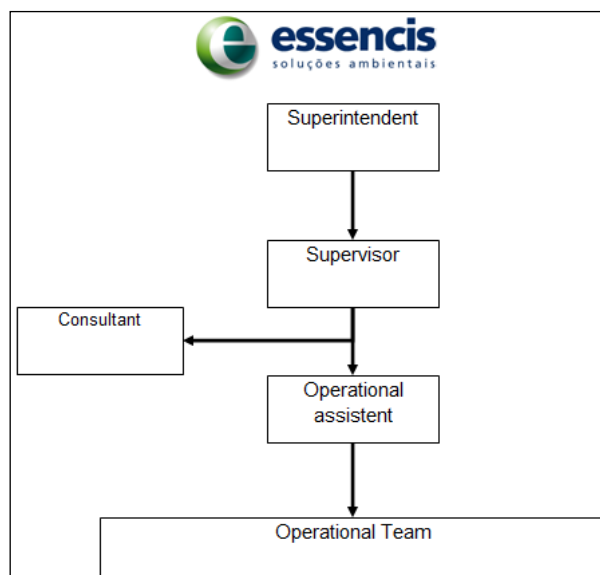 essencis
soluções ambientais
Superintendent
Supervisor
Consultant
Operational
assistent
Operational Team